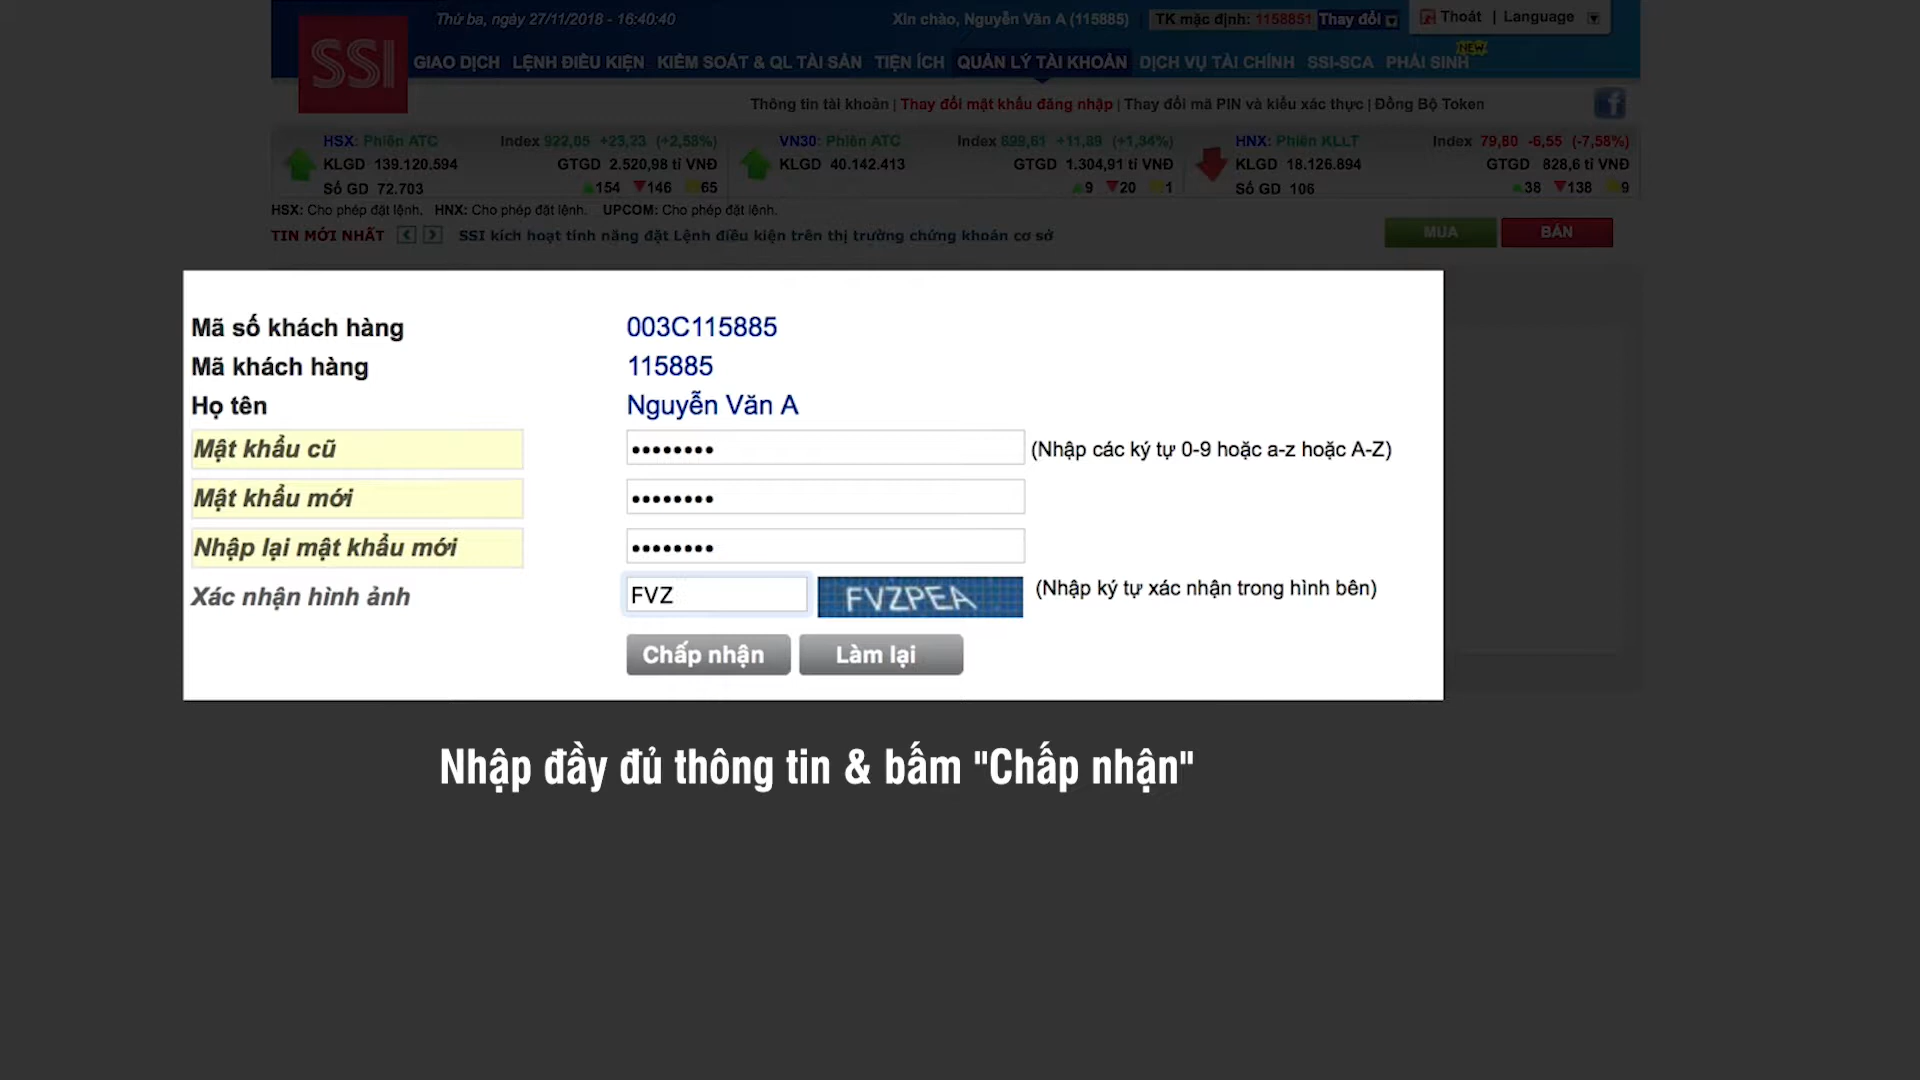 Thứ ba, ngày 27/11/2018 - 16:40:40
Xin chào, Nguyễn Văn A (115885)
TK mặc định: 1158851 Thay đổi
Thoát | Language
SSI
GIAO DỊCH LỆNH ĐIỀU KIỆN KIỂM SOÁT & QL TÀI SẢN TIỆN ÍCH QUẢN LÝ TÀI KHOẢN DỊCH VỤ TÀI CHÍNH SSI-SCA PHÁI SINH NEW
Thông tin tài khoản | Thay đổi mật khẩu đăng nhập | Thay đổi mã PIN và kiểu xác thực | Đồng Bộ Token
HSX: Phiên ATC Index 922,05 +23,23 (+2,58%)
KLGD 139.120.594 GTGD 2.520,98 tỉ VNĐ
Số GD 72.703 154 146 65
VN30: Phiên ATC Index 899,61 +11,89 (+1,34%)
KLGD 40.142.413 GTGD 1.304,91 tỉ VNĐ
9 20 1
HNX: Phiên KLLT Index 79,80 -6,55 (-7,58%)
KLGD 18.126.894 GTGD 828,6 tỉ VNĐ
Số GD 106 38 138 9
HSX: Cho phép đặt lệnh. HNX: Cho phép đặt lệnh. UPCOM: Cho phép đặt lệnh.
TIN MỚI NHẤT SSI kích hoạt tính năng đặt Lệnh điều kiện trên thị trường chứng khoán cơ sở
MUA BÁN
Mã số khách hàng 003C115885
Mã khách hàng 115885
Họ tên Nguyễn Văn A
Mật khẩu cũ •••••••• (Nhập các ký tự 0-9 hoặc a-z hoặc A-Z)
Mật khẩu mới ••••••••
Nhập lại mật khẩu mới ••••••••
Xác nhận hình ảnh FVZ FVZPEA (Nhập ký tự xác nhận trong hình bên)
Chấp nhận Làm lại
Nhập đầy đủ thông tin & bấm "Chấp nhận"